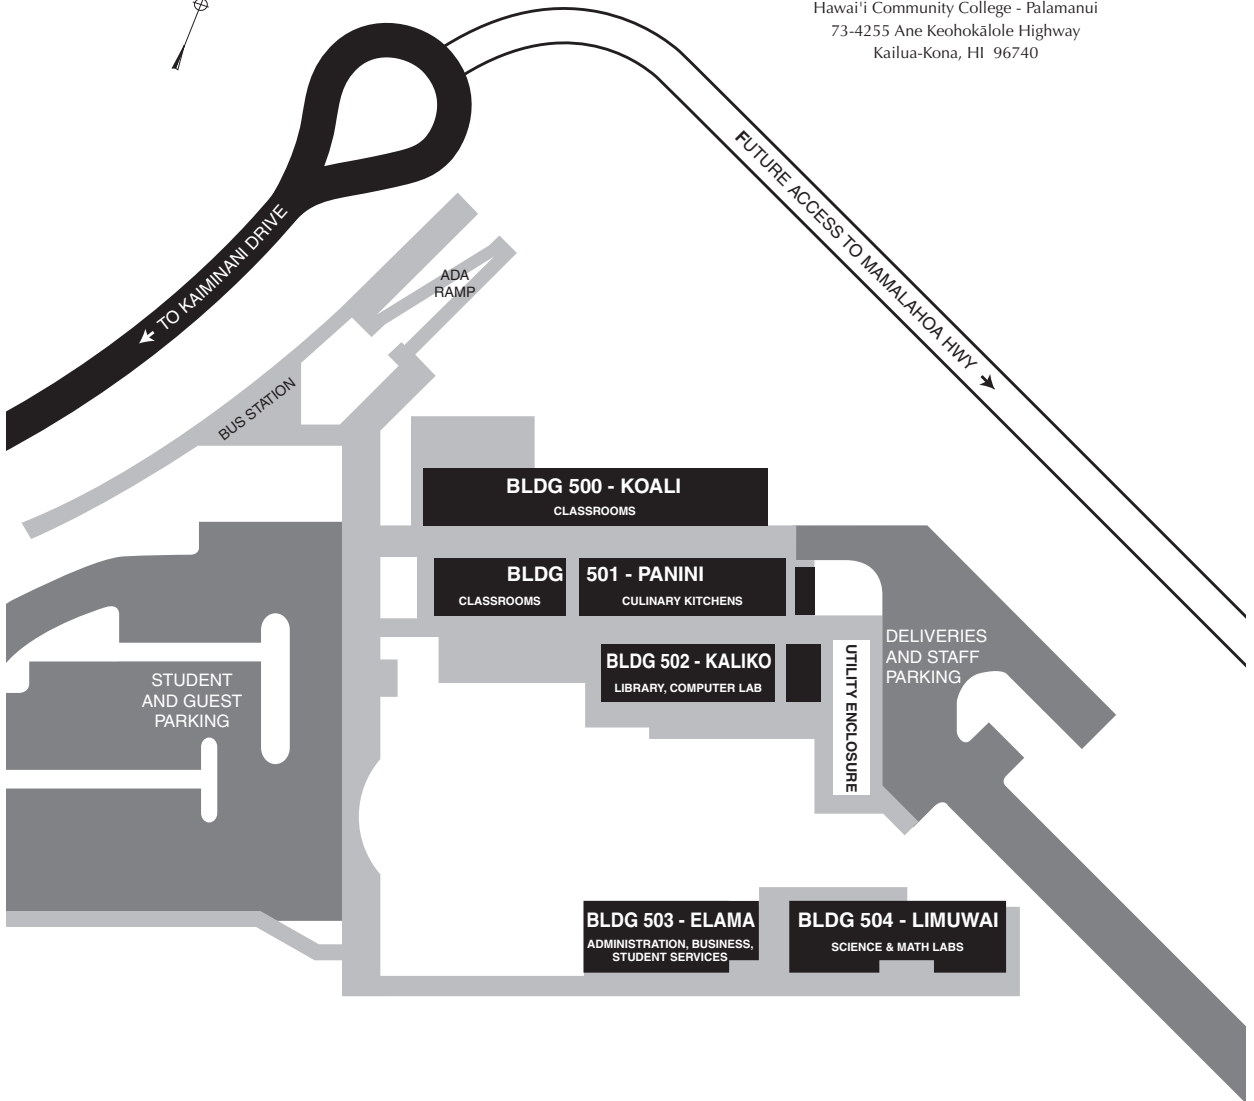 Hawai'i Community College - Palamanui
73-4255 Ane Keohokālole Highway
Kailua-Kona, HI  96740
FUTURE ACCESS TO MAMALAHOA HWY
TO KAIMINANI DRIVE
ADA
RAMP
BUS STATION
BLDG 500 - KOALI
CLASSROOMS
BLDG 501 - PANINI
CLASSROOMS
CULINARY KITCHENS
BLDG 502 - KALIKO
LIBRARY, COMPUTER LAB
UTILITY ENCLOSURE
DELIVERIES
AND STAFF
PARKING
STUDENT
AND GUEST
PARKING
BLDG 503 - ELAMA
ADMINISTRATION, BUSINESS,
STUDENT SERVICES
BLDG 504 - LIMUWAI
SCIENCE & MATH LABS